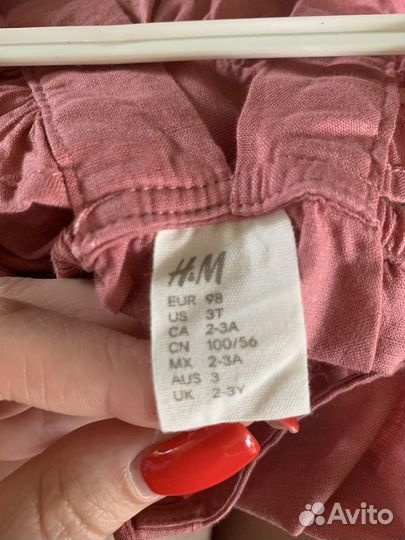 H&M
EUR 98
US 3T
CA 2-3A
CN 100/56
MX 2-3A
AUS 3
UK 2-3Y
Avito